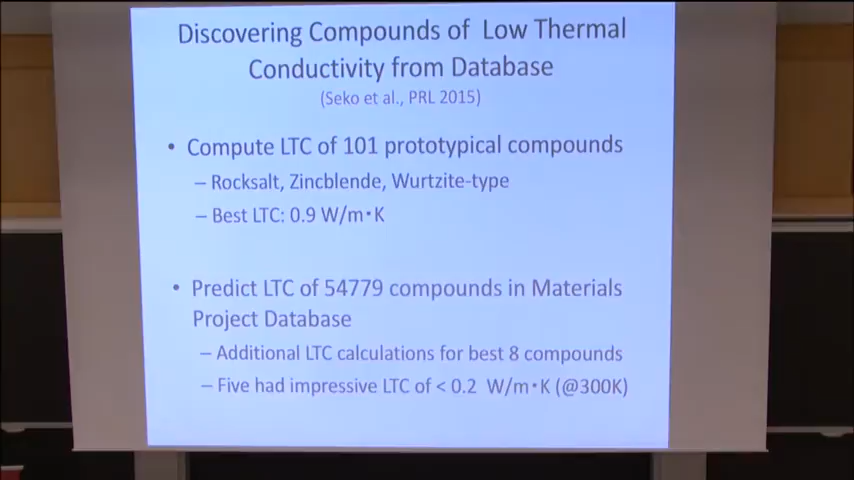 Discovering Compounds of Low Thermal
Conductivity from Database
(Seko et al., PRL 2015)
• Compute LTC of 101 prototypical compounds
– Rocksalt, Zincblende, Wurtzite-type
– Best LTC: 0.9 W/m・K
• Predict LTC of 54779 compounds in Materials
Project Database
– Additional LTC calculations for best 8 compounds
– Five had impressive LTC of < 0.2 W/m・K (@300K)